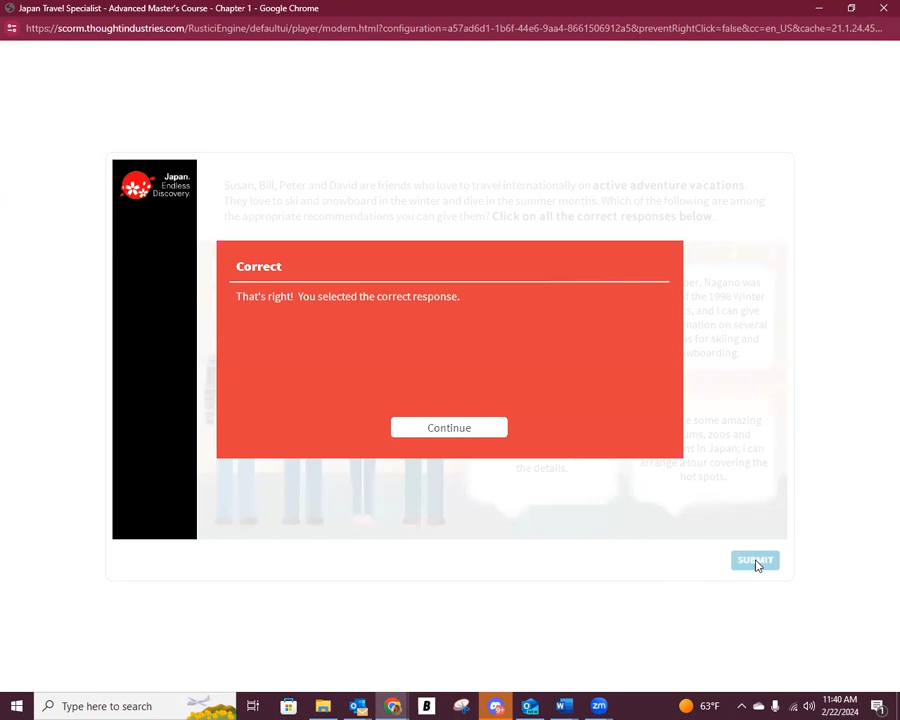 Japan Travel Specialist - Advanced Master's Course - Chapter 1 - Google Chrome
https://scorm.thoughtindustries.com/RusticiEngine/defaultui/player/modern.html?configuration=a57ad6d1-1b6f-44e6-9aa4-8661506912a5&preventRightClick=false&cc=en_US&cache=21.1.24.45...
Japan.
Endless
Discovery.
Susan, Bill, Peter and David are friends who love to travel internationally on active adventure vacations.
They love to ski and snowboard in the winter and dive in the summer months. Which of the following are among
the appropriate recommendations you can give them? Click on all the correct responses below.
Correct
That's right! You selected the correct response.
Continue
Nagano was
of the 1998 Winter
and I can give
for skiing and
some amazing
zoos and
in Japan; I can
arrange a tour covering the
hot spots.
the details.
SUBMIT
Type here to search
63°F
11:40 AM
2/22/2024